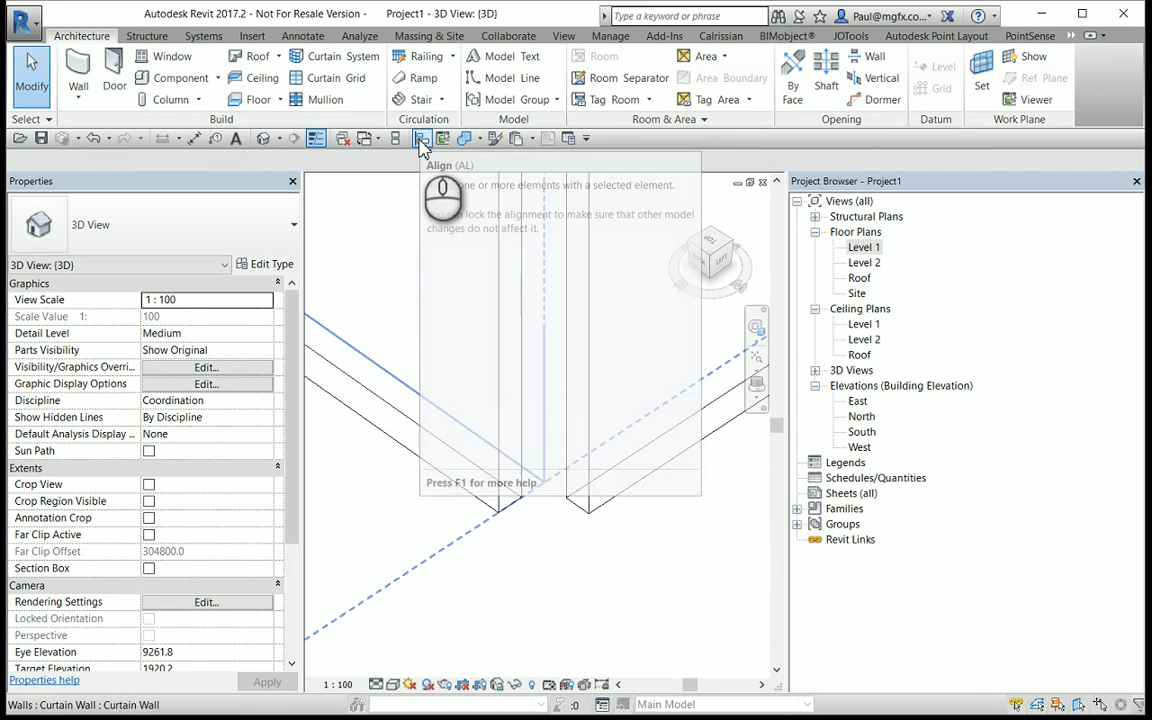 Autodesk Revit 2017.2 - Not For Resale Version - Project1 - 3D View: {3D}
Type a keyword or phrase
Paul@mgfx.co...
Architecture Structure Systems Insert Annotate Analyze Massing & Site Collaborate View Manage Add-Ins Calrissian BIMobject® JOTools Autodesk Point Layout PointSense
Modify
Wall
Door
Window
Component
Column
Roof
Ceiling
Floor
Curtain System
Curtain Grid
Mullion
Railing
Ramp
Stair
Model Text
Model Line
Model Group
Room
Room Separator
Tag Room
Area
Area Boundary
Tag Area
By Face
Shaft
Wall
Vertical
Dormer
Level
Grid
Set
Show
Ref Plane
Viewer
Select Build Circulation Model Room & Area Opening Datum Work Plane
Align (AL)
one or more elements with a selected element.
lock the alignment to make sure that other model
changes do not affect it.
Press F1 for more help
TOP
BACK
LEFT
Properties
3D View
3D View: {3D} Edit Type
Graphics
View Scale 1 : 100
Scale Value 1: 100
Detail Level Medium
Parts Visibility Show Original
Visibility/Graphics Overri... Edit...
Graphic Display Options Edit...
Discipline Coordination
Show Hidden Lines By Discipline
Default Analysis Display ... None
Sun Path
Extents
Crop View
Crop Region Visible
Annotation Crop
Far Clip Active
Far Clip Offset 304800.0
Section Box
Camera
Rendering Settings Edit...
Locked Orientation
Perspective
Eye Elevation 9261.8
Target Elevation 1920.2
Properties help Apply
Project Browser - Project1
Views (all)
Structural Plans
Floor Plans
Level 1
Level 2
Roof
Site
Ceiling Plans
Level 1
Level 2
Roof
3D Views
Elevations (Building Elevation)
East
North
South
West
Legends
Schedules/Quantities
Sheets (all)
Families
Groups
Revit Links
1 : 100
Walls : Curtain Wall : Curtain Wall
:0
Main Model